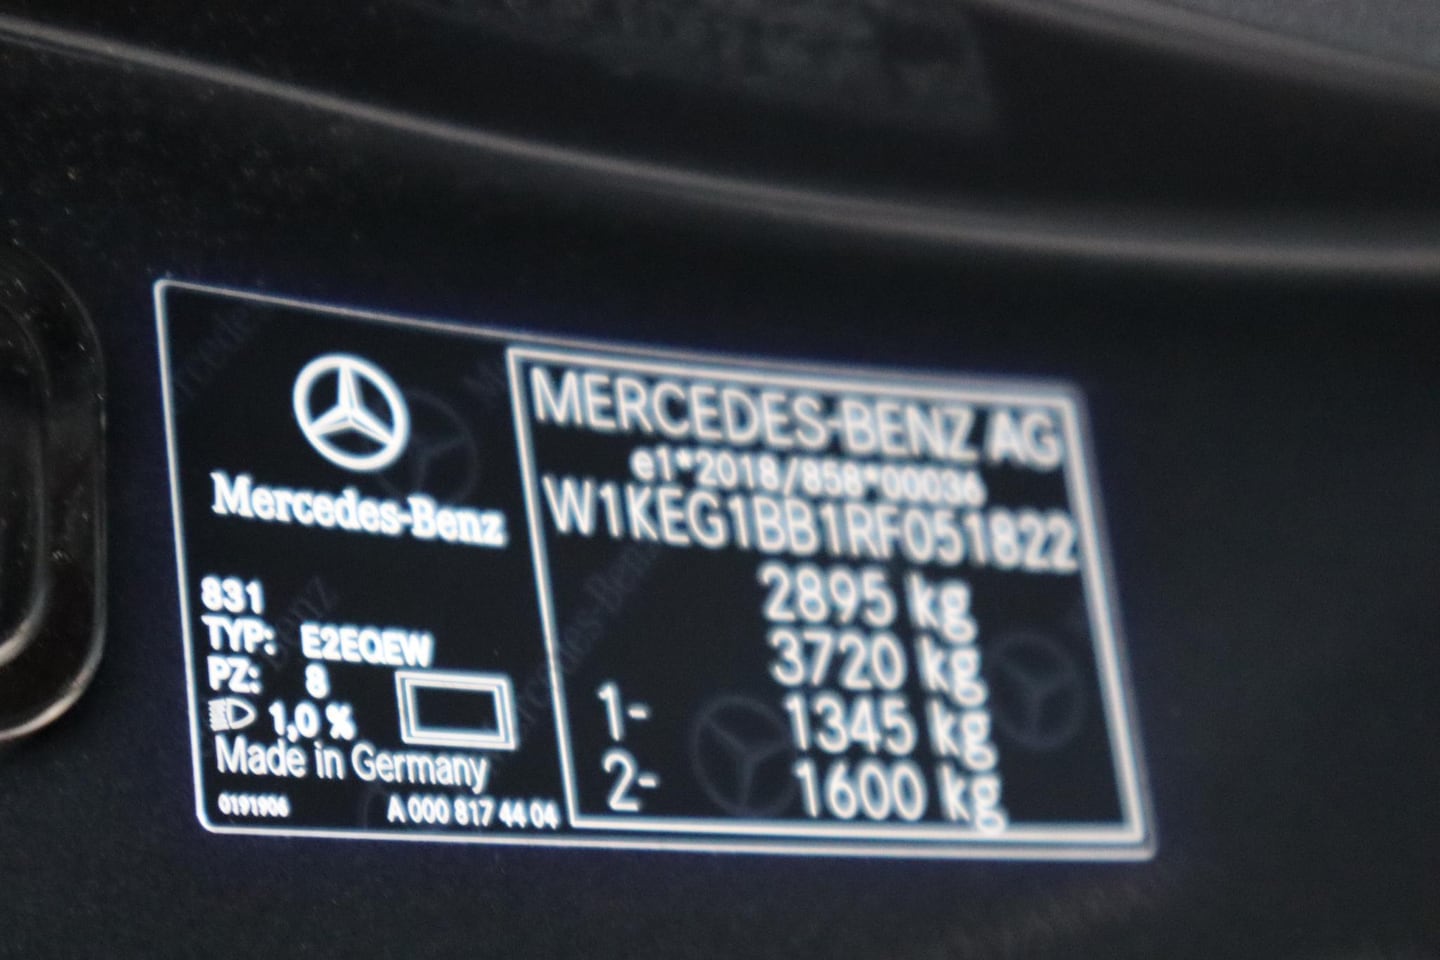 Mercedes-Benz
831
TYP: E2EQEW
PZ: 8
1,0 %
Made in Germany
0191906 A 000 817 44 04
MERCEDES-BENZ AG
e1*2018/858*00036
W1KEG1BB1RF051822
2895 kg
3720 kg
1- 1345 kg
2- 1600 kg